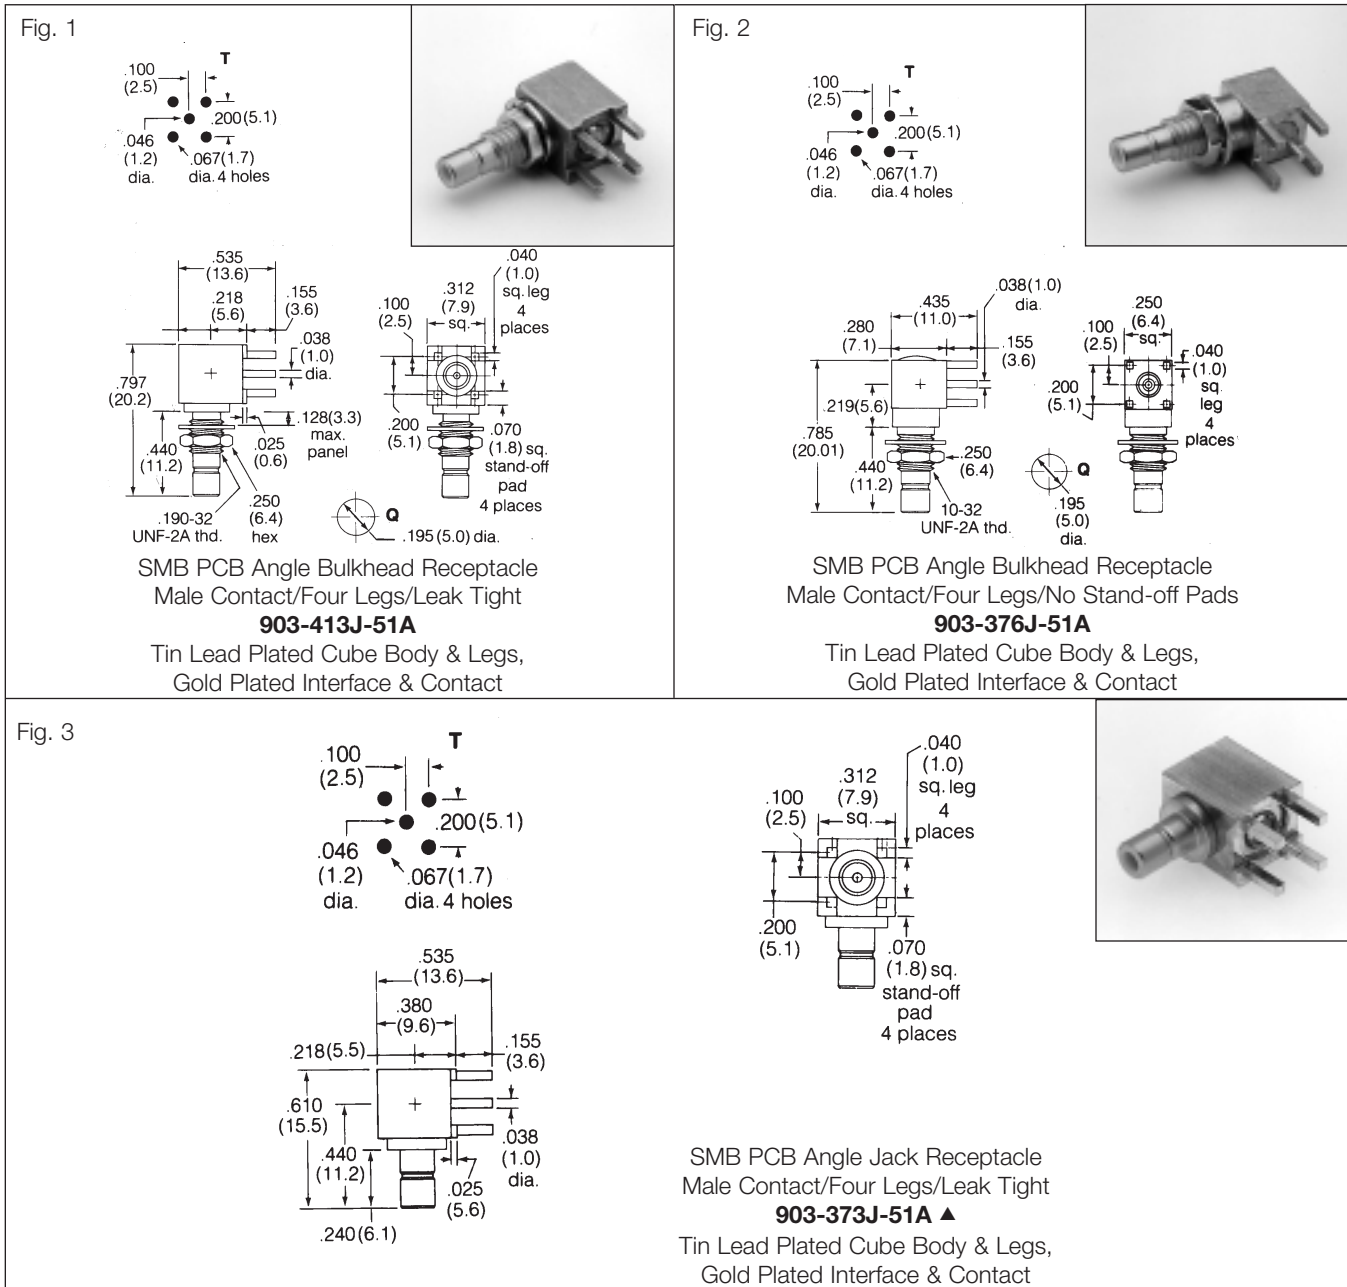 Fig. 1
T
.100
(2.5)
.200(5.1)
.046
(1.2)
dia.
.067(1.7)
dia. 4 holes
.535
(13.6)
.218
(5.6)
.155
(3.6)
.038
(1.0)
dia.
.797
(20.2)
.440
(11.2)
.128(3.3)
max.
panel
.025
(0.6)
.190-32
UNF-2A thd.
.250
(6.4)
hex
.040
(1.0)
sq. leg
4
places
.312
(7.9)
sq.
.100
(2.5)
.200
(5.1)
.070
(1.8) sq.
stand-off
pad
4 places
Q
.195(5.0) dia.
SMB PCB Angle Bulkhead Receptacle
Male Contact/Four Legs/Leak Tight
903-413J-51A
Tin Lead Plated Cube Body & Legs,
Gold Plated Interface & Contact
Fig. 2
T
.100
(2.5)
.200(5.1)
.046
(1.2)
dia.
.067(1.7)
dia. 4 holes
.435
(11.0)
.038(1.0)
dia.
.280
(7.1)
.155
(3.6)
.219(5.6)
.785
(20.01)
.440
(11.2)
.250
(6.4)
10-32
UNF-2A thd.
.250
(6.4)
sq.
.100
(2.5)
.040
(1.0)
sq.
leg
4
places
.200
(5.1)
Q
.195
(5.0)
dia.
SMB PCB Angle Bulkhead Receptacle
Male Contact/Four Legs/No Stand-off Pads
903-376J-51A
Tin Lead Plated Cube Body & Legs,
Gold Plated Interface & Contact
Fig. 3
T
.100
(2.5)
.200(5.1)
.046
(1.2)
dia.
.067(1.7)
dia. 4 holes
.535
(13.6)
.380
(9.6)
.218(5.5)
.155
(3.6)
.610
(15.5)
.440
(11.2)
.038
(1.0)
dia.
.025
(5.6)
.240(6.1)
.040
(1.0)
sq. leg
4
places
.312
(7.9)
sq.
.100
(2.5)
.200
(5.1)
.070
(1.8) sq.
stand-off
pad
4 places
SMB PCB Angle Jack Receptacle
Male Contact/Four Legs/Leak Tight
903-373J-51A ▲
Tin Lead Plated Cube Body & Legs,
Gold Plated Interface & Contact